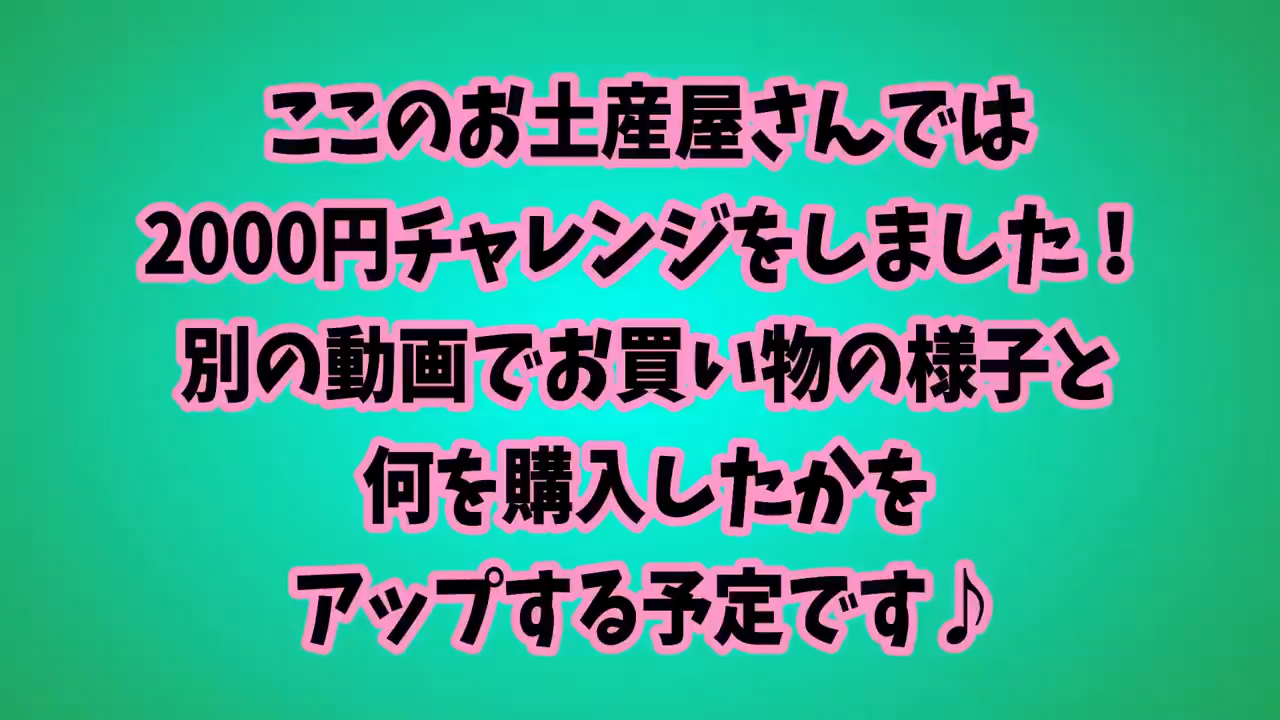 ここのお土産屋さんでは
2000円チャレンジをしました！
別の動画でお買い物の様子と
何を購入したかを
アップする予定です♪